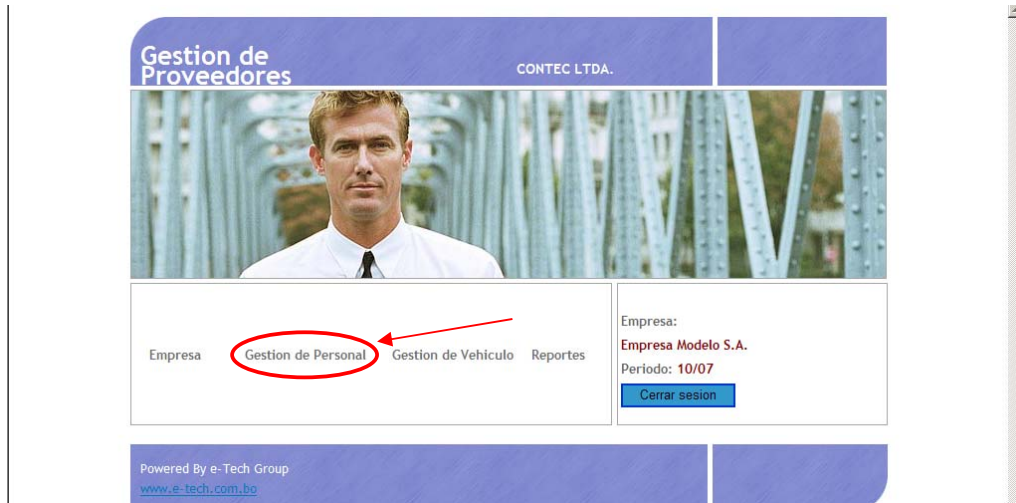 Gestion de
Proveedores
CONTEC LTDA.
Empresa
Gestion de Personal
Gestion de Vehiculo
Reportes
Empresa:
Empresa Modelo S.A.
Periodo: 10/07
Cerrar sesion
Powered By e-Tech Group
www.e-tech.com.bo